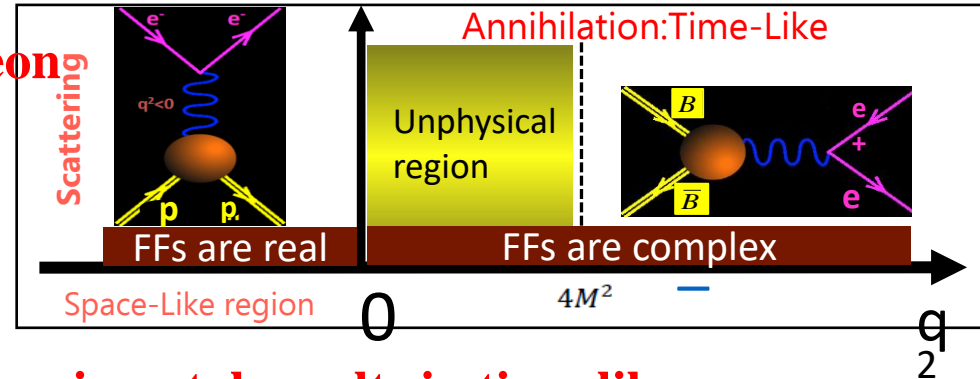 Annihilation:Time-Like
eon
Scattering
e⁻ e⁻
q²<0
p p
Unphysical
region
B
B̅
e
+
e
FFs are real
FFs are complex
Space-Like region
0
4M²
q
2